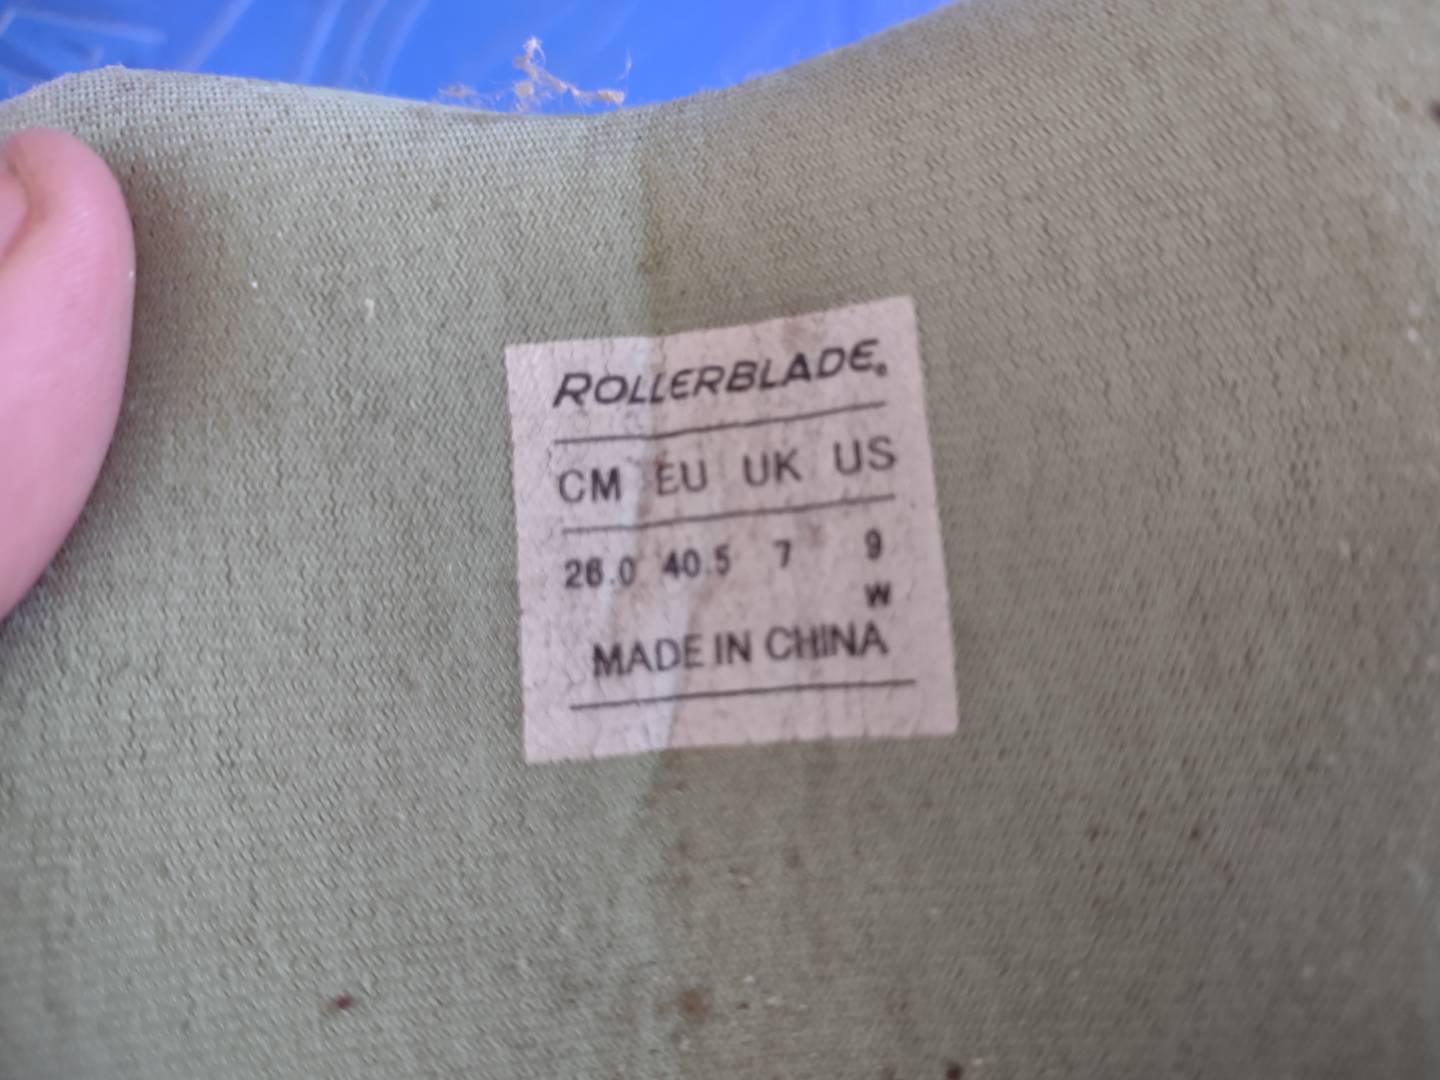 ROLLERBLADE®
CM EU UK US
26.0 40.5 7 9
W
MADE IN CHINA